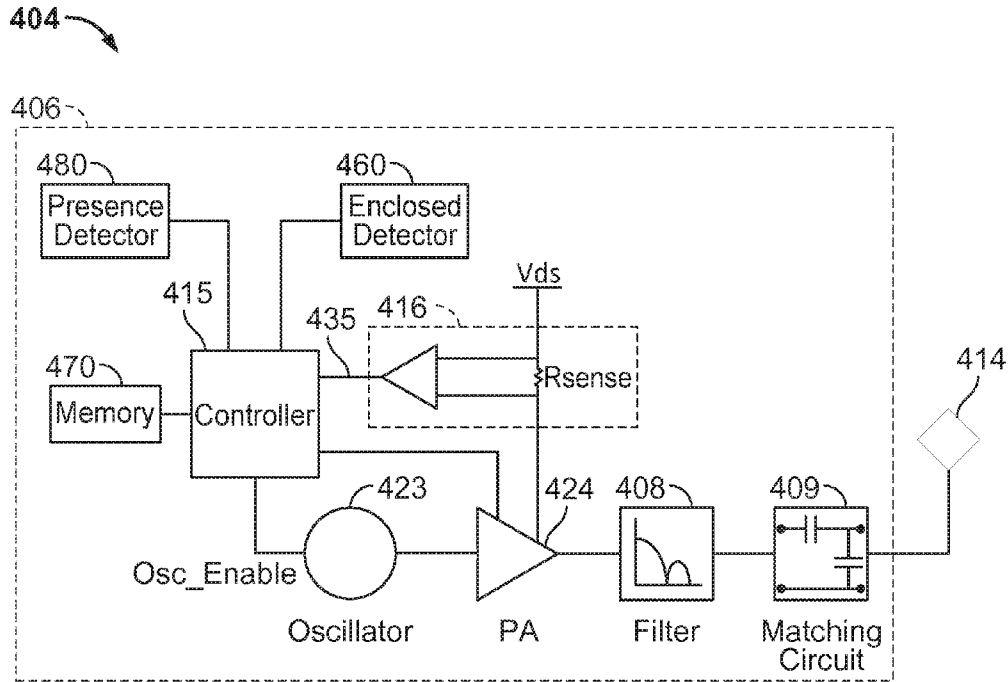 404
406
480
Presence
Detector
460
Enclosed
Detector
Vds
415
416
435
Rsense
414
470
Memory
Controller
423
424
408
409
Osc_Enable
Oscillator
PA
Filter
Matching
Circuit